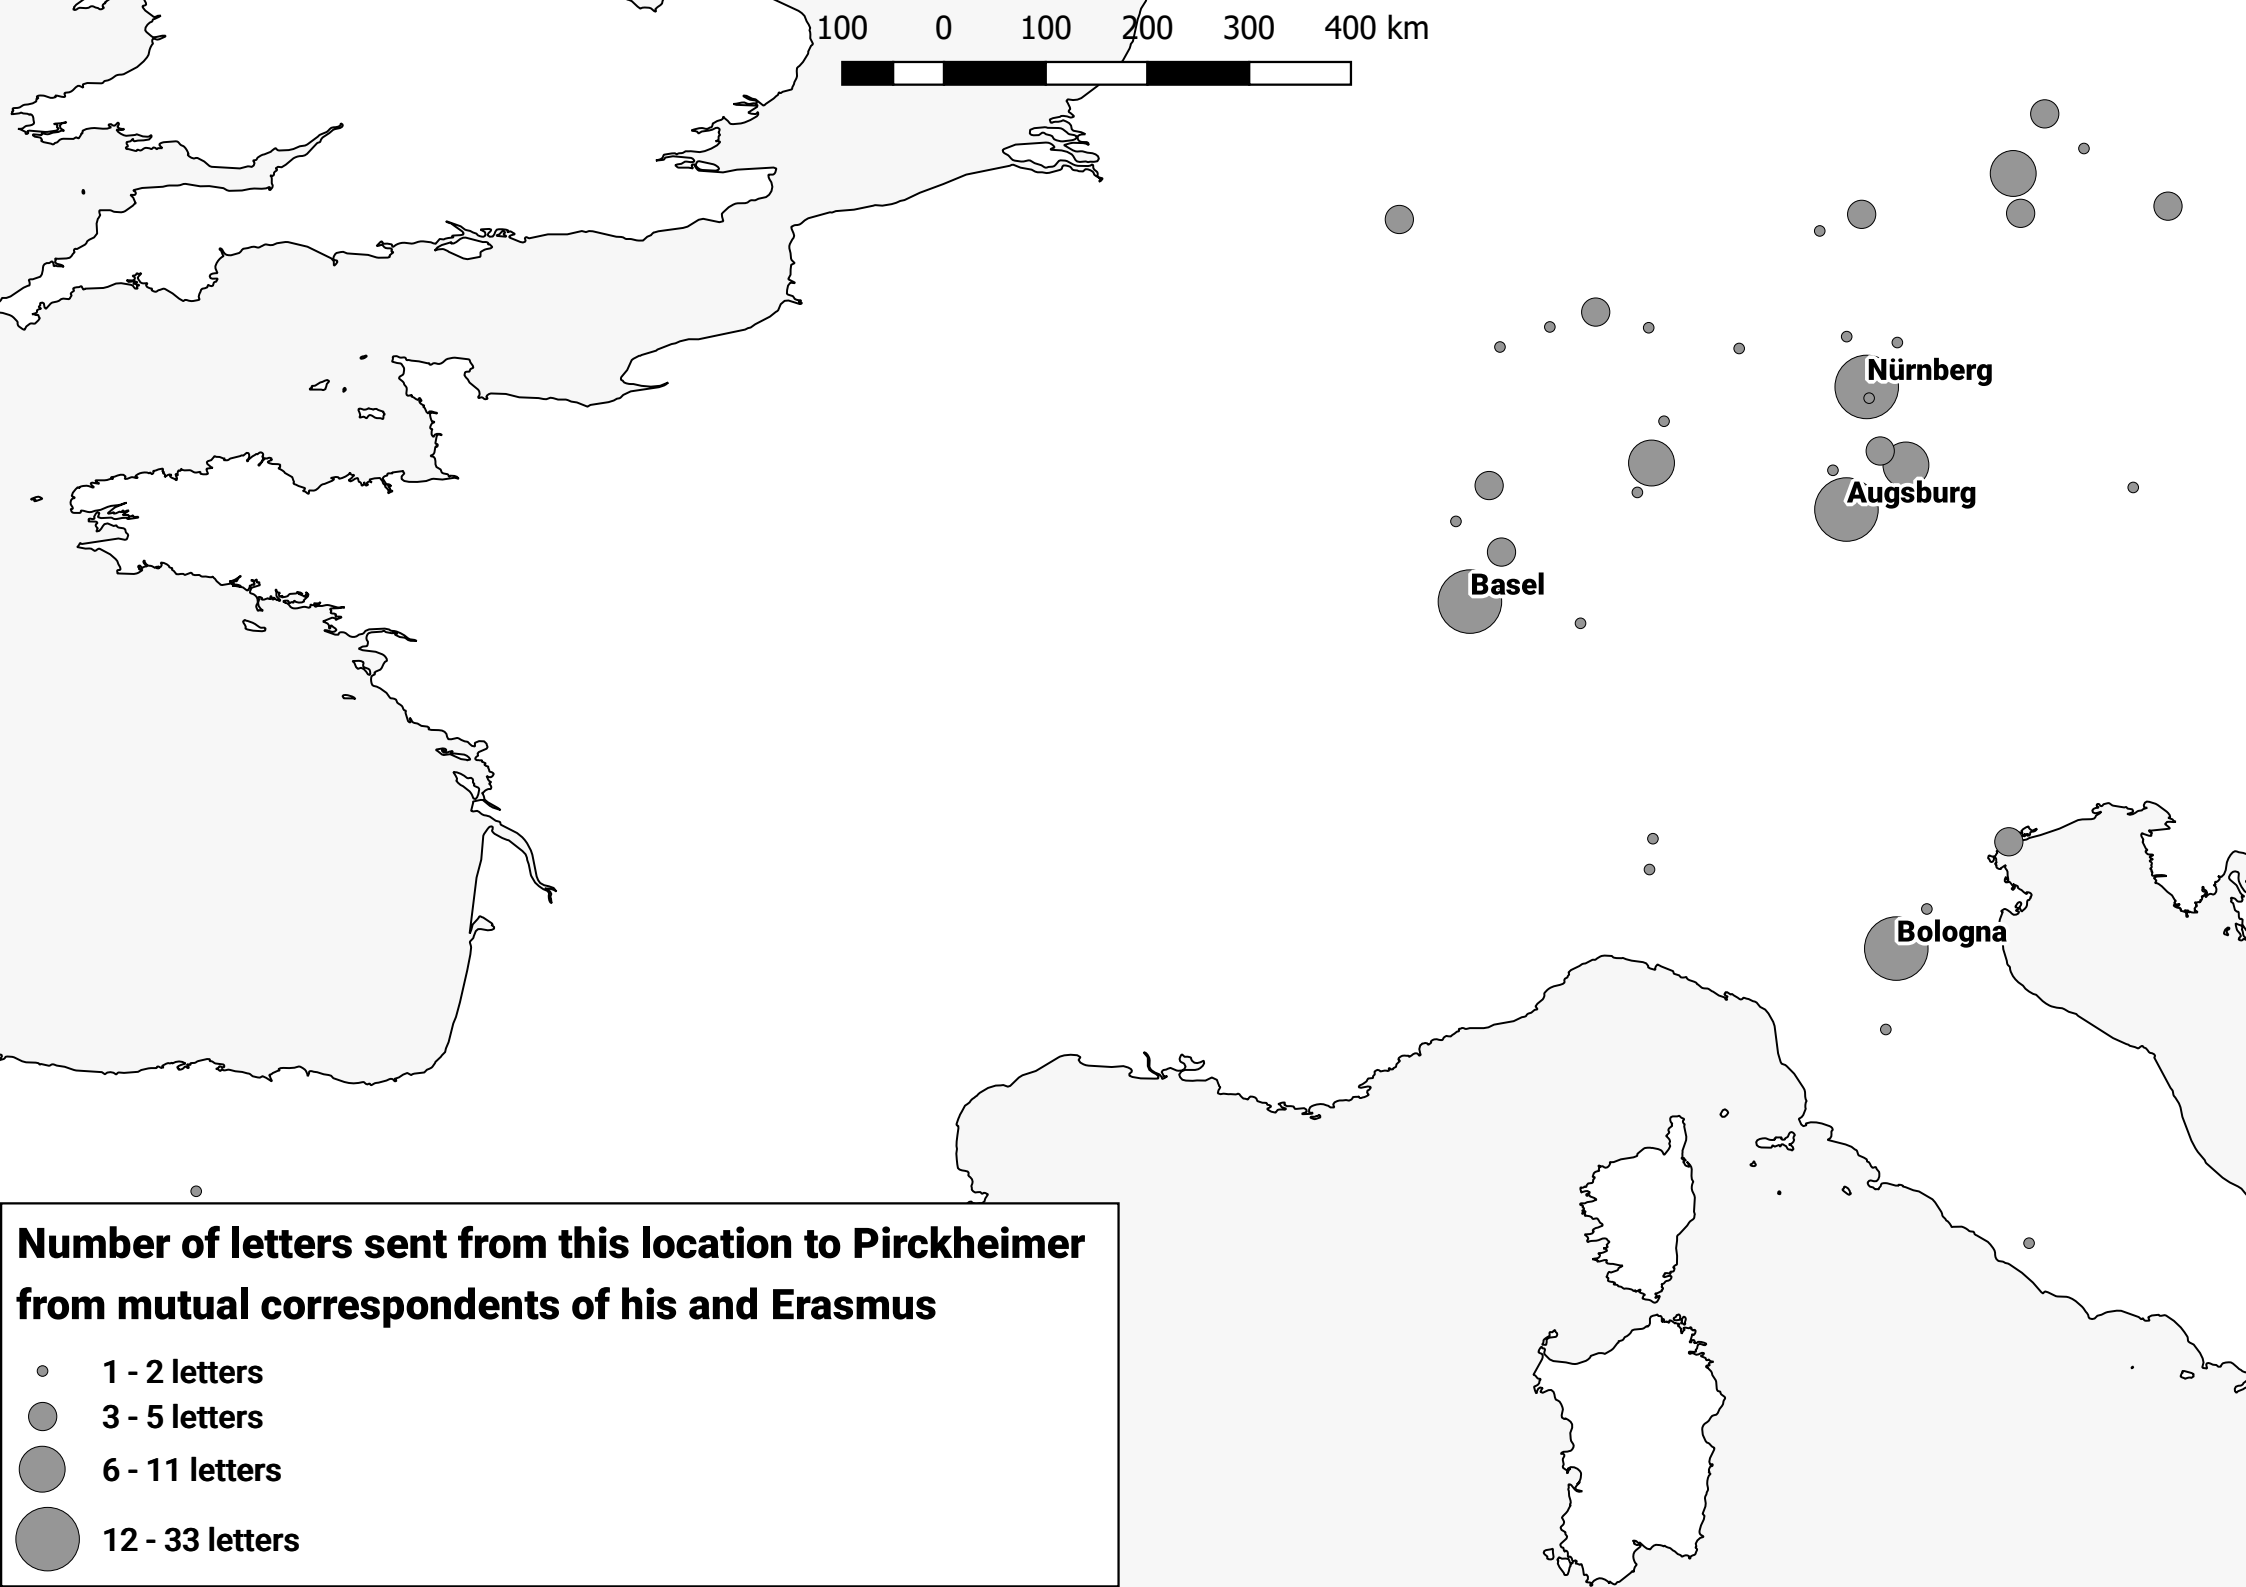 100 0 100 200 300 400 km
Nürnberg
Augsburg
Basel
Bologna
Number of letters sent from this location to Pirckheimer
from mutual correspondents of his and Erasmus
1 - 2 letters
3 - 5 letters
6 - 11 letters
12 - 33 letters